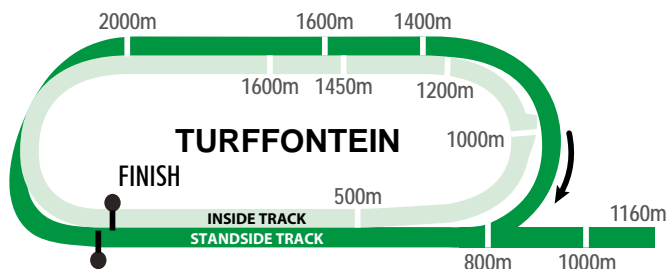 2000m
1600m
1400m
1600m
1450m
1200m
TURFFONTEIN
1000m
FINISH
500m
INSIDE TRACK
STANDSIDE TRACK
1160m
800m
1000m